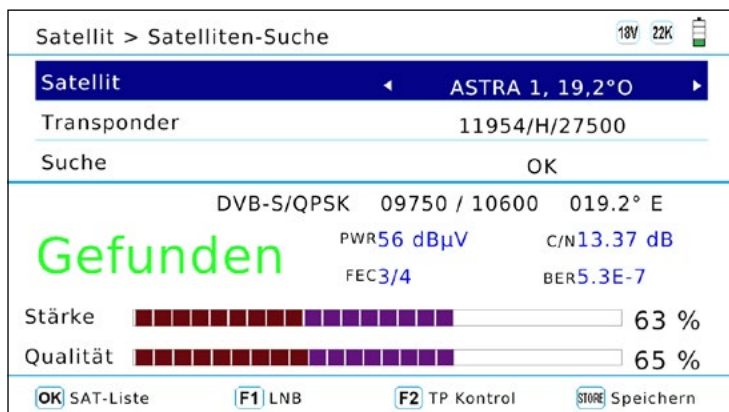 Satellit > Satelliten-Suche 18V 22K
Satellit ASTRA 1, 19,2°O
Transponder 11954/H/27500
Suche OK
DVB-S/QPSK 09750 / 10600 019.2° E
Gefunden
PWR56 dBµV C/N13.37 dB
FEC3/4 BER5.3E-7
Stärke 63 %
Qualität 65 %
OK SAT-Liste F1 LNB F2 TP Kontrol STORE Speichern